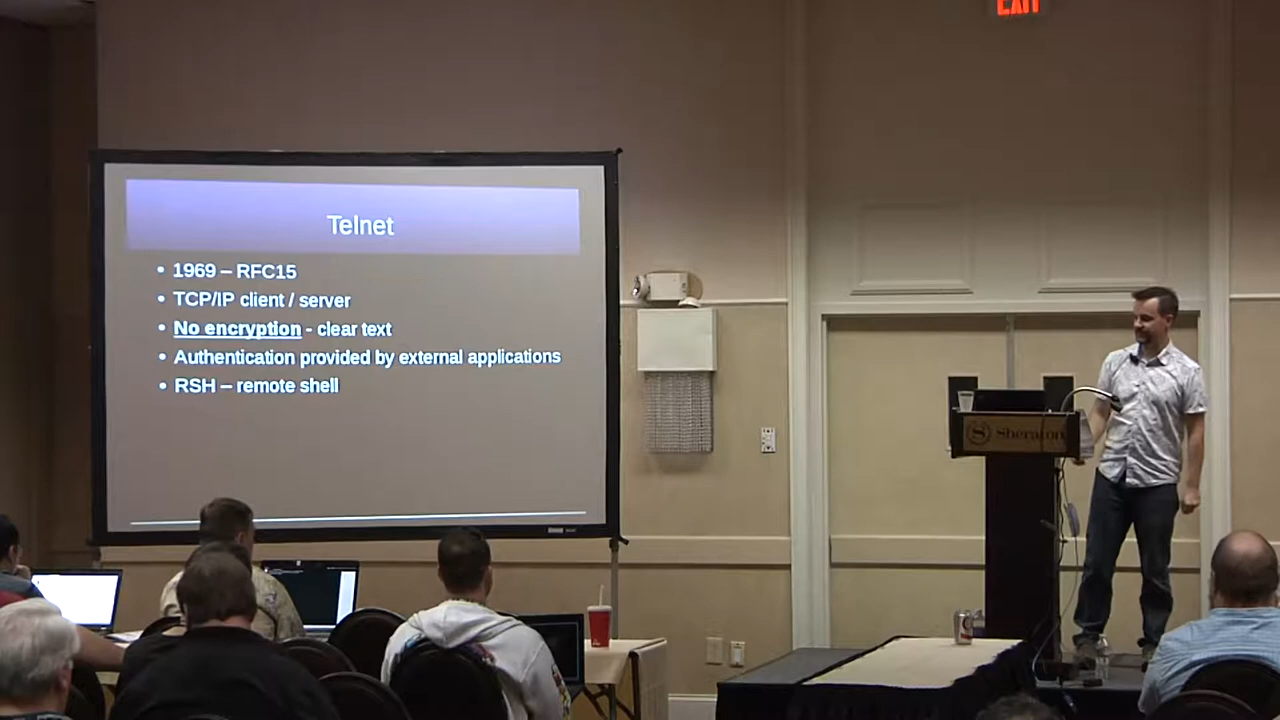 EXIT
Telnet
• 1969 – RFC15
• TCP/IP client / server
• No encryption - clear text
• Authentication provided by external applications
• RSH – remote shell
S Sheraton